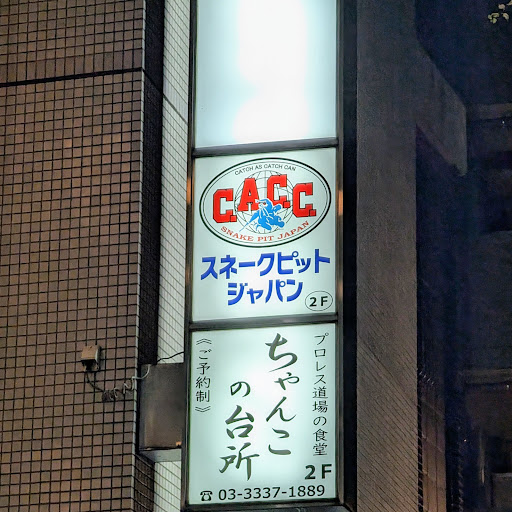 CATCH AS CATCH CAN
C.A.C.C.
SNAKE PIT JAPAN
スネークピット
ジャパン
2F
プロレス道場の食堂
2F
ちゃんこ
の台所
《ご予約制》
☎ 03-3337-1889